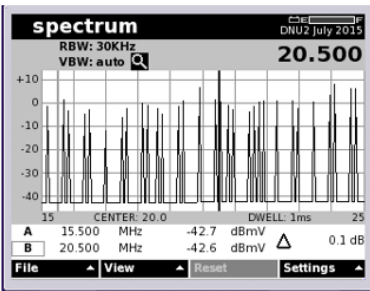 spectrum
E F
DNU2 July 2015
RBW: 30KHz
VBW: auto
20.500
+10
0
-10
-20
-30
-40
15 CENTER: 20.0 DWELL: 1ms 25
A 15.500 MHz -42.7 dBmV
B 20.500 MHz -42.6 dBmV Δ 0.1 dB
File View Reset Settings